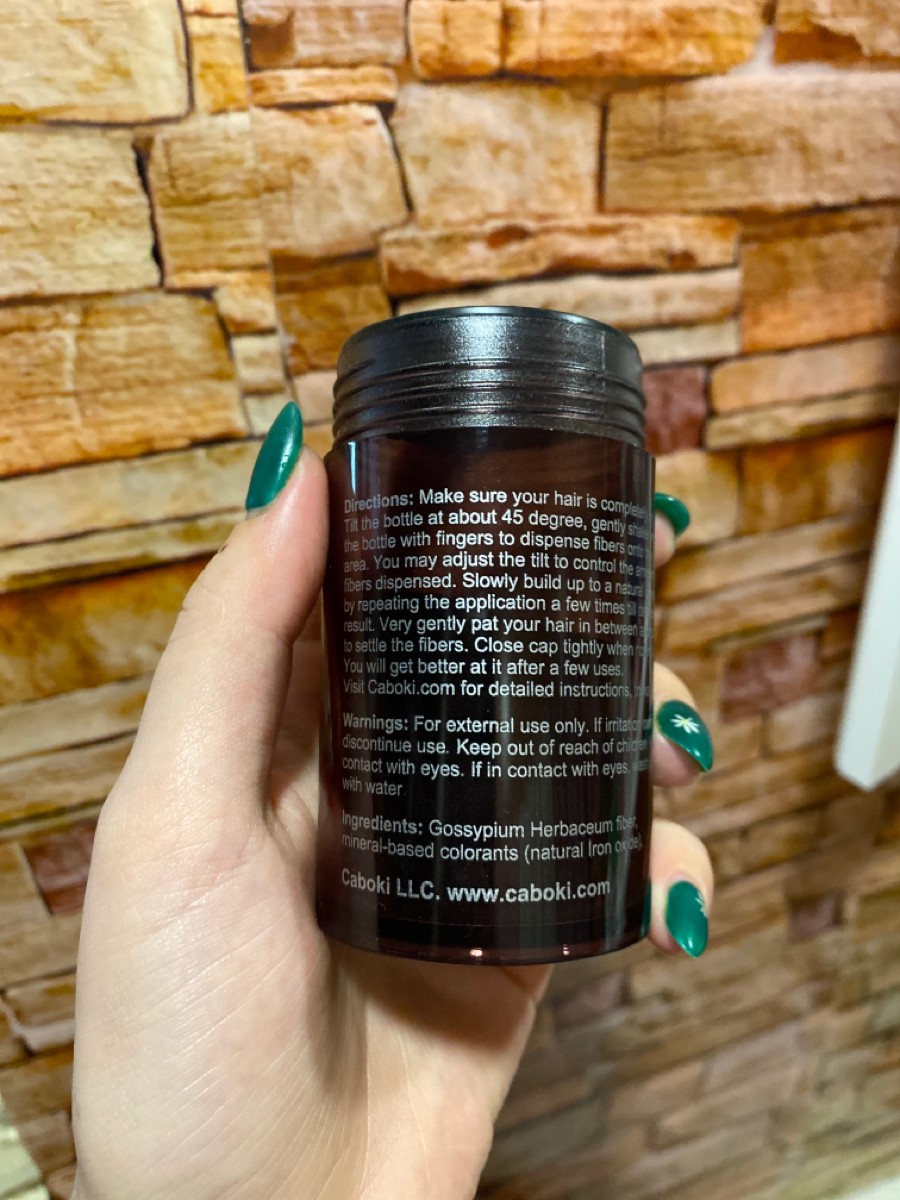 Directions: Make sure your hair is completely
Tilt the bottle at about 45 degree, gently
the bottle with fingers to dispense fibers onto
area. You may adjust the tilt to control the
fibers dispensed. Slowly build up to a natural
by repeating the application a few times till
result. Very gently pat your hair in between
to settle the fibers. Close cap tightly when
You will get better at it after a few uses.
Visit Caboki.com for detailed instructions,
Warnings: For external use only. If irritation
discontinue use. Keep out of reach of
contact with eyes. If in contact with eyes, wash
with water.
Ingredients: Gossypium Herbaceum fiber,
mineral-based colorants (natural Iron oxide).
Caboki LLC. www.caboki.com